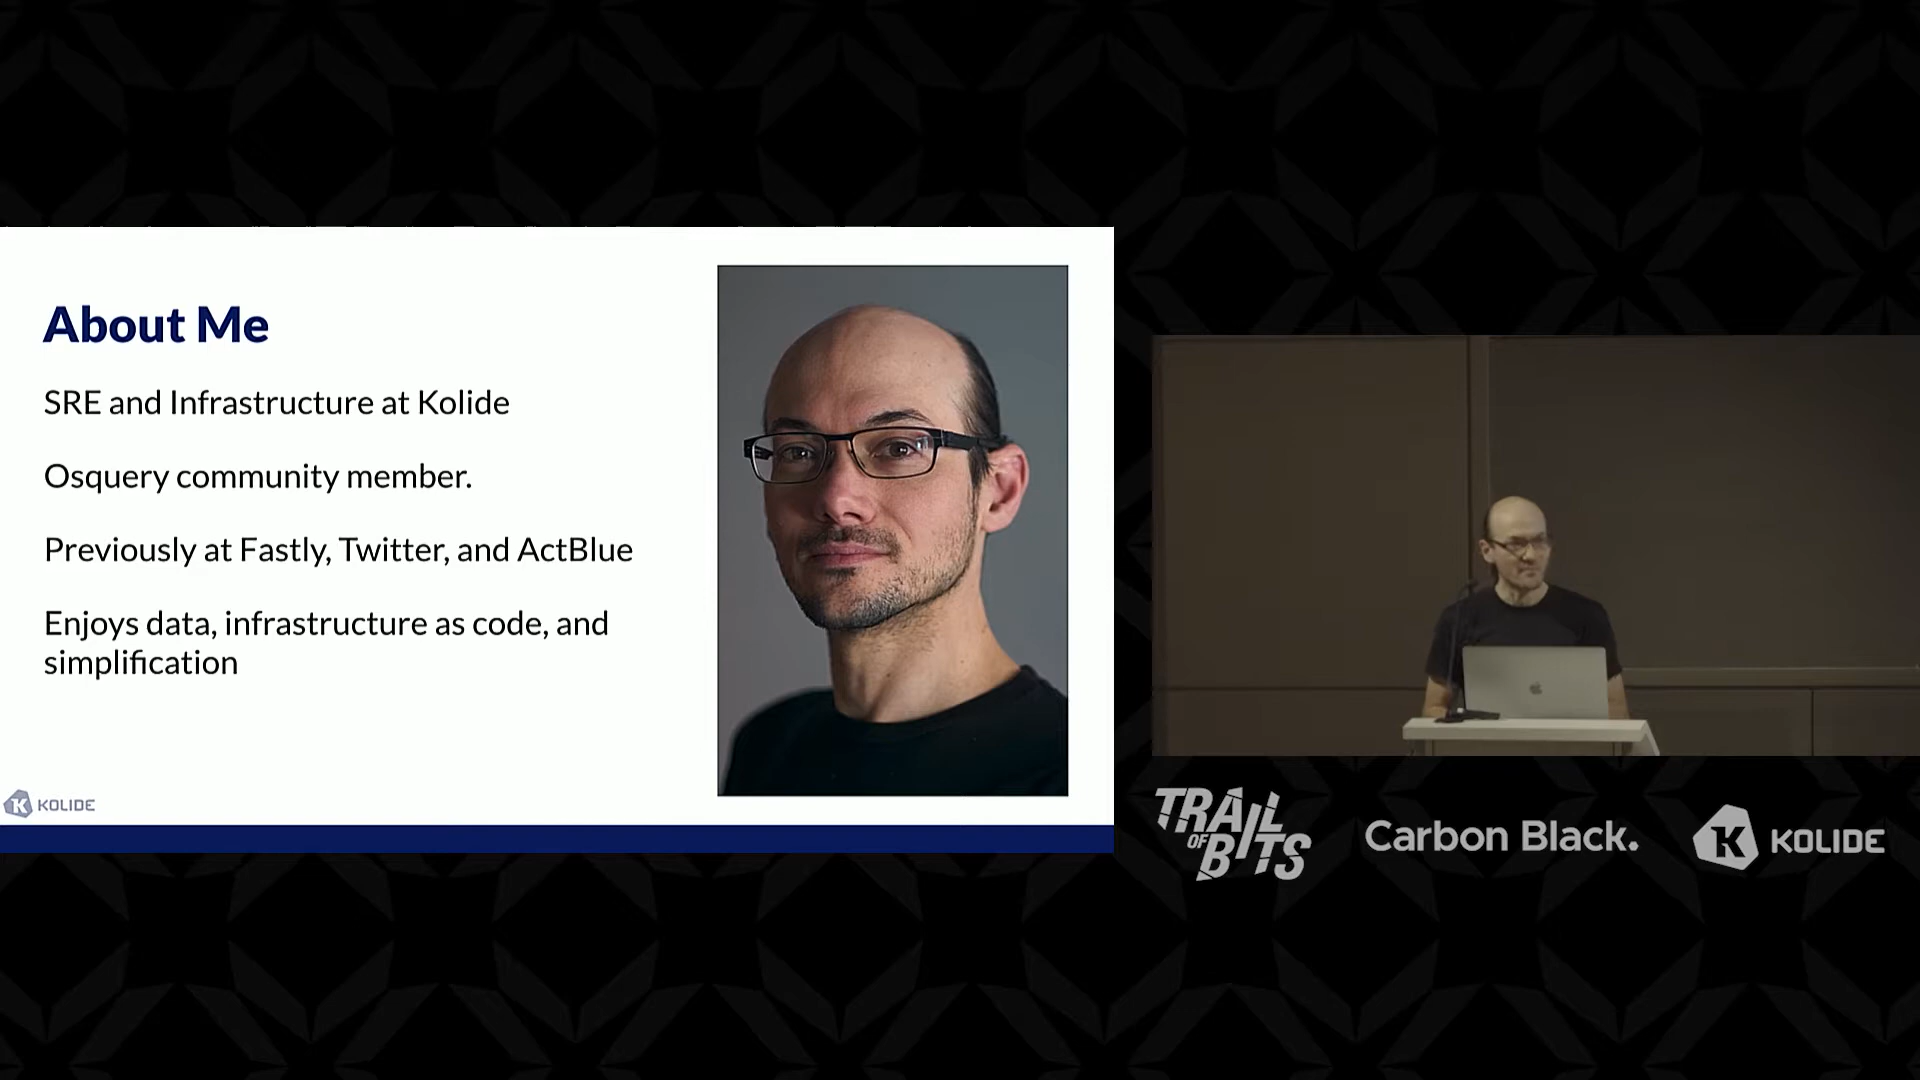 About Me
SRE and Infrastructure at Kolide
Osquery community member.
Previously at Fastly, Twitter, and ActBlue
Enjoys data, infrastructure as code, and
simplification
K KOLIDE
TRAIL
OF
BITS
Carbon Black.
K KOLIDE